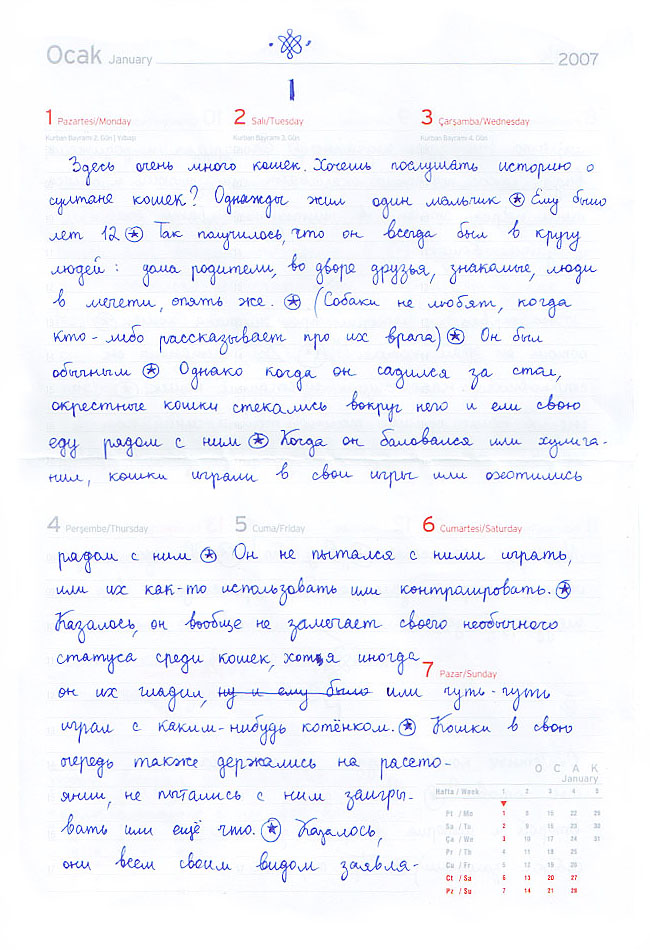 Ocak January 2007
I
1 Pazartesi/Monday 2 Salı/Tuesday 3 Çarşamba/Wednesday
Kurban Bayramı 2. Gün | Yılbaşı Kurban Bayramı 3. Gün Kurban Bayramı 4. Gün
Здесь очень много кошек. Хочешь послушать историю о
султане кошек? Однажды жил один мальчик ⍟ Ему было
лет 12 ⍟ Так получилось, что он всегда был в кругу
людей: дома родители, во дворе друзья, знакомые, люди
в мечети, опять же. ⍟ (Собаки не любят, когда
кто-либо рассказывает про их врага) ⍟ Он был
обычным ⍟ Однако когда он садился за стол,
окрестные кошки стекались вокруг него и ели свою
еду рядом с ним ⍟ Когда он баловался или хулига-
нил, кошки играли в свои игры или охотились
4 Perşembe/Thursday 5 Cuma/Friday 6 Cumartesi/Saturday
рядом с ним ⍟ Он не пытался с ними играть,
или их как-то использовать или контролировать. ⍟
Казалось, он вообще не замечает своего необычного
статуса среди кошек, хотя иногда
7 Pazar/Sunday
он их гладил, ну и ему было или чуть-чуть
играл с каким-нибудь котёнком. ⍟ Кошки в свою
очередь также держались на рассто-
янии, не пытались с ним заигры-
вать или ещё что. ⍟ Казалось,
они всем своим видом заявля-
O C A K
January
Hafta / Week 1 2 3 4 5
Pt / Mo 1 8 15 22 29
Sa / Tu 2 9 16 23 30
Ça / We 3 10 17 24 31
Pr / Th 4 11 18 25
Cu / Fr 5 12 19 26
Ct / Sa 6 13 20 27
Pz / Su 7 14 21 28